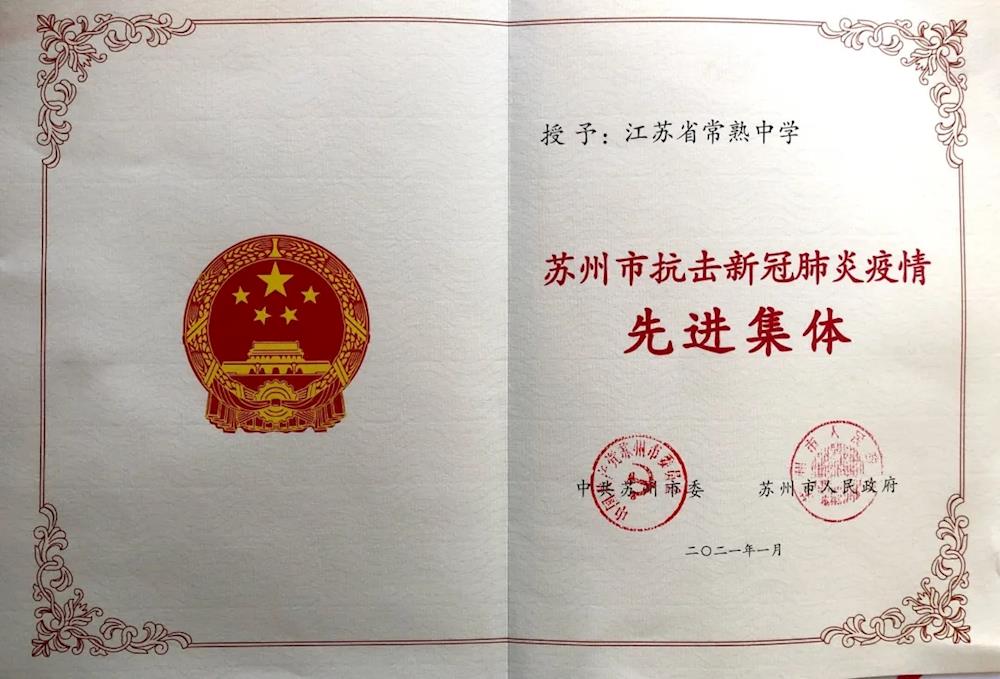 授予：江苏省常熟中学
苏州市抗击新冠肺炎疫情
先进集体
中共苏州市委
苏州市人民政府
二〇二一年一月